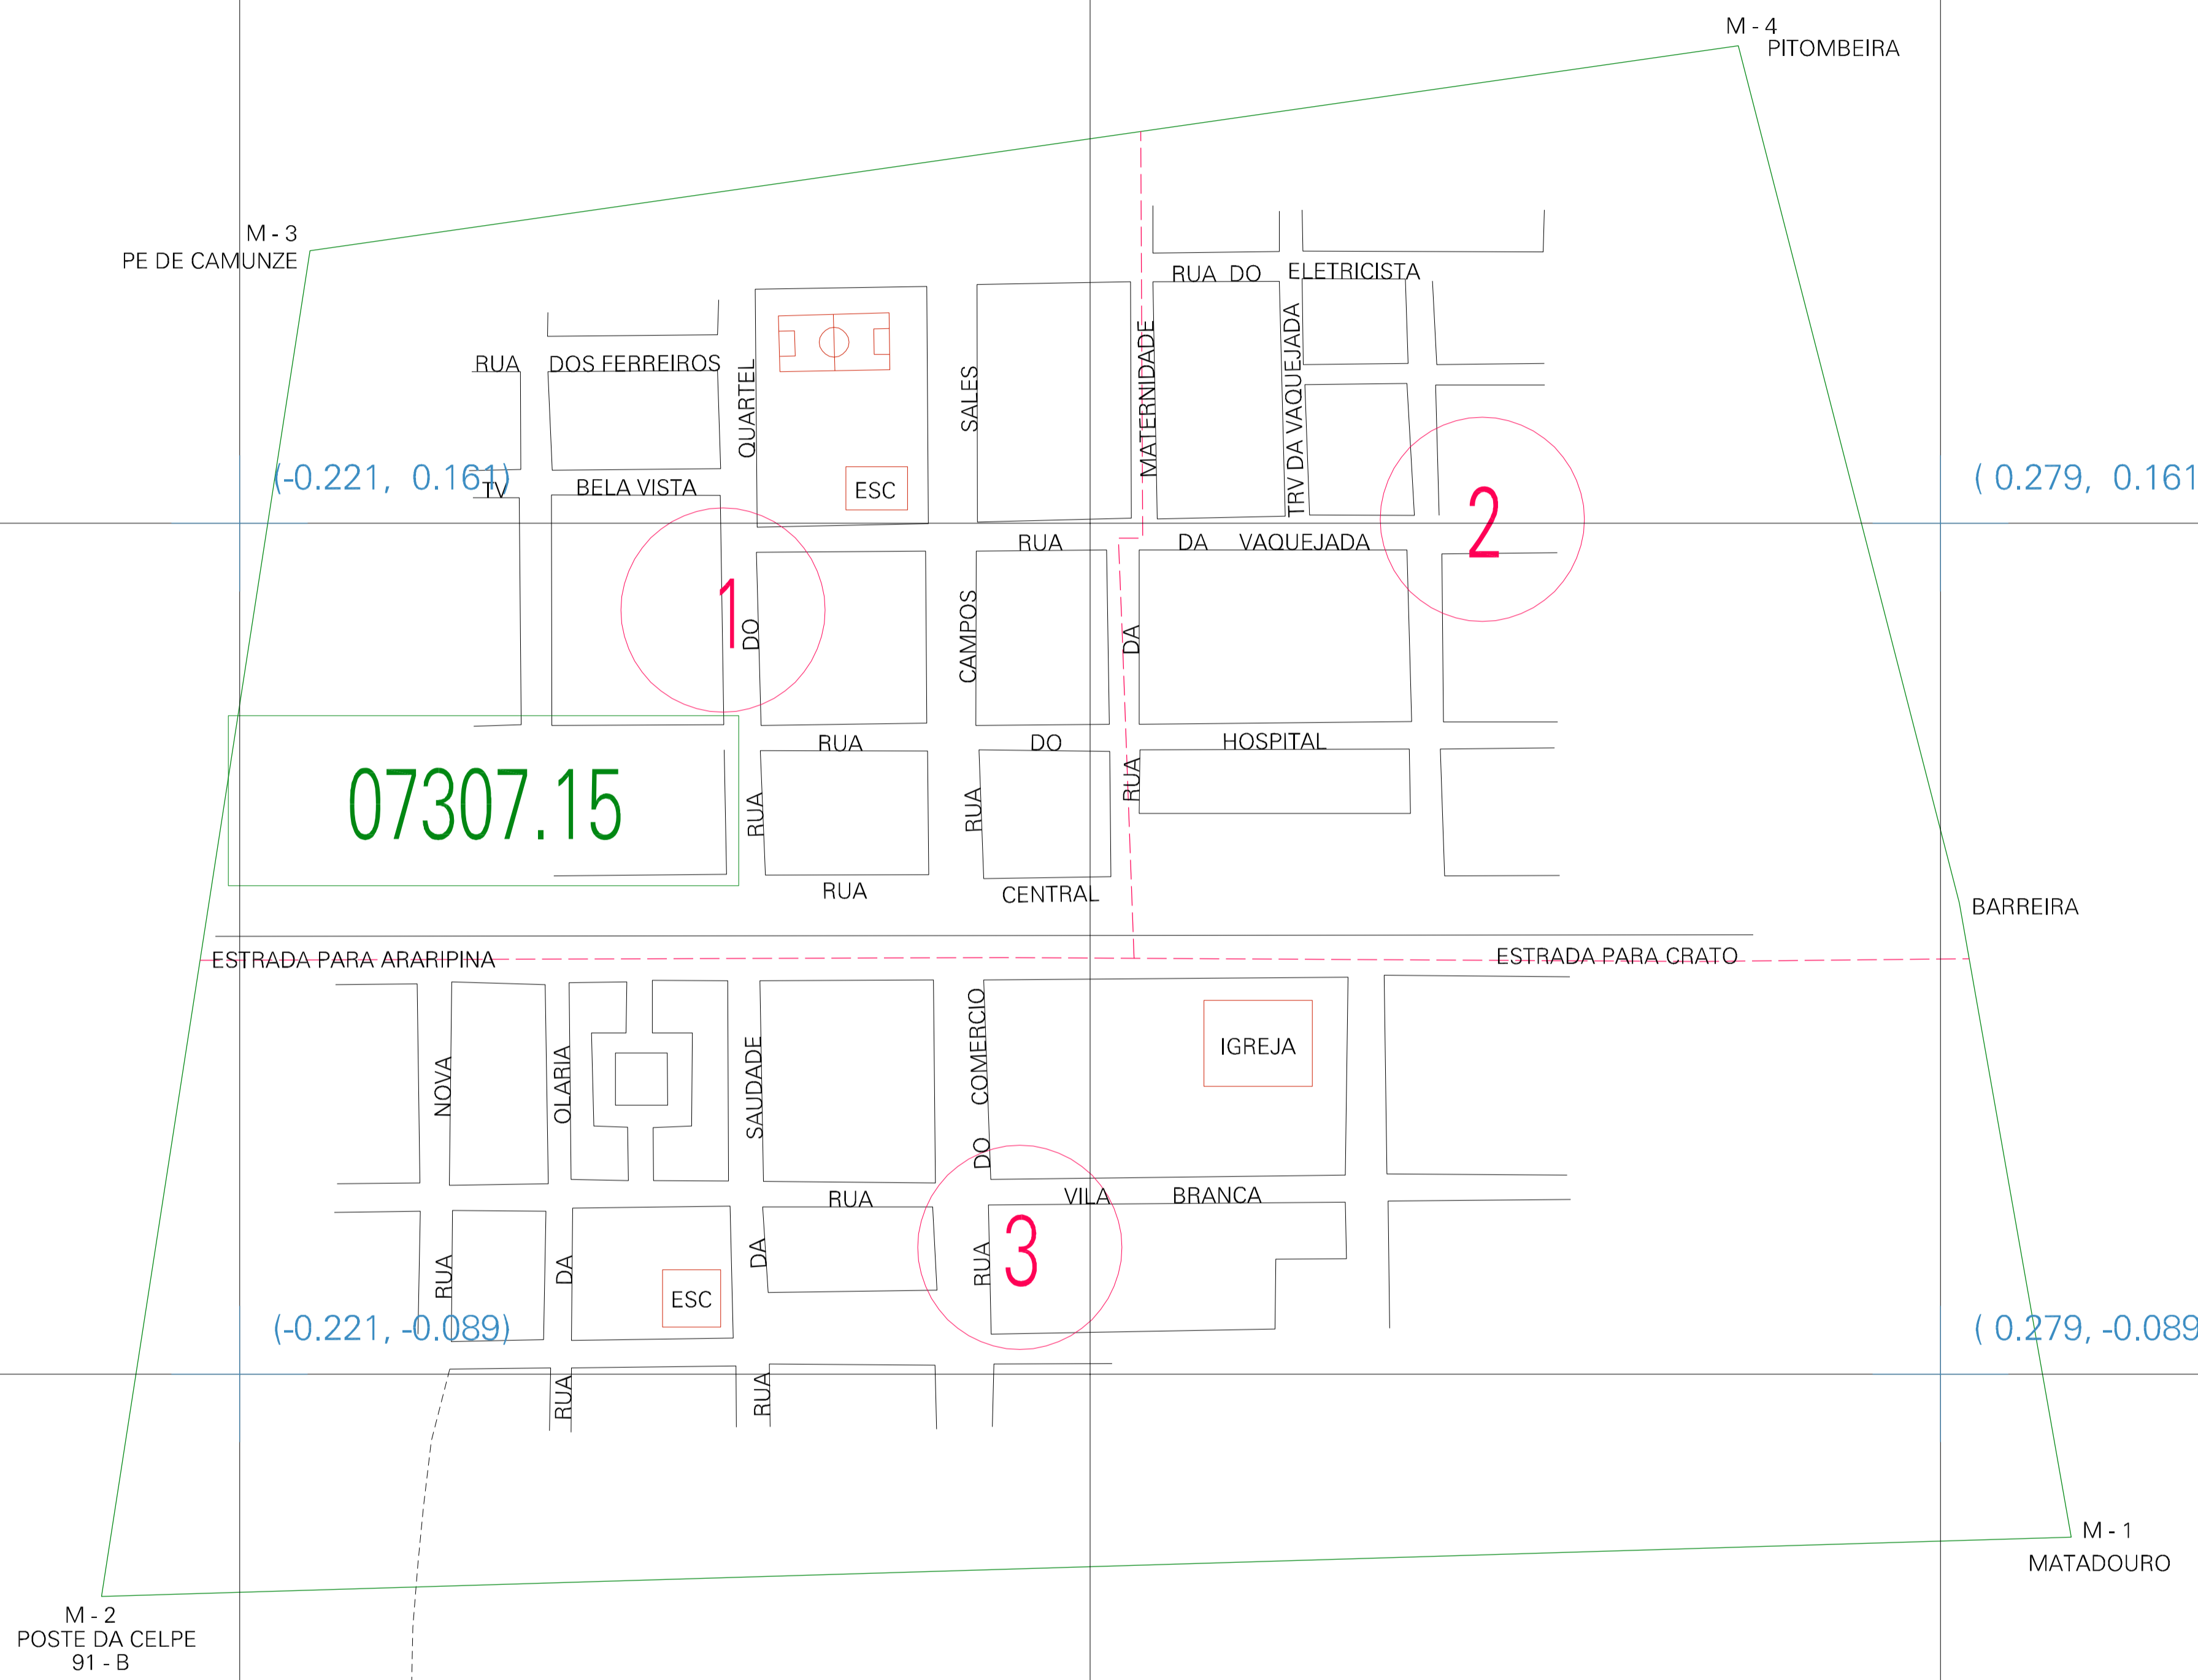 M - 4
PITOMBEIRA
M - 3
PE DE CAMUNZE
RUA DO ELETRICISTA
RUA DOS FERREIROS
QUARTEL
SALES
MATERNIDADE
TRV DA VAQUEJADA
(-0.221, 0.161)
( 0.279, 0.161
TV BELA VISTA
ESC
2
RUA DA VAQUEJADA
1
DO
CAMPOS
DA
RUA DO HOSPITAL
07307.15
RUA
RUA
RUA
RUA CENTRAL
BARREIRA
ESTRADA PARA ARARIPINA
ESTRADA PARA CRATO
NOVA
OLARIA
SAUDADE
COMERCIO
IGREJA
DO
RUA VILA BRANCA
RUA
DA
DA
RUA
3
ESC
(-0.221, -0.089)
( 0.279, -0.089
RUA
RUA
M - 1
MATADOURO
M - 2
POSTE DA CELPE
91 - B